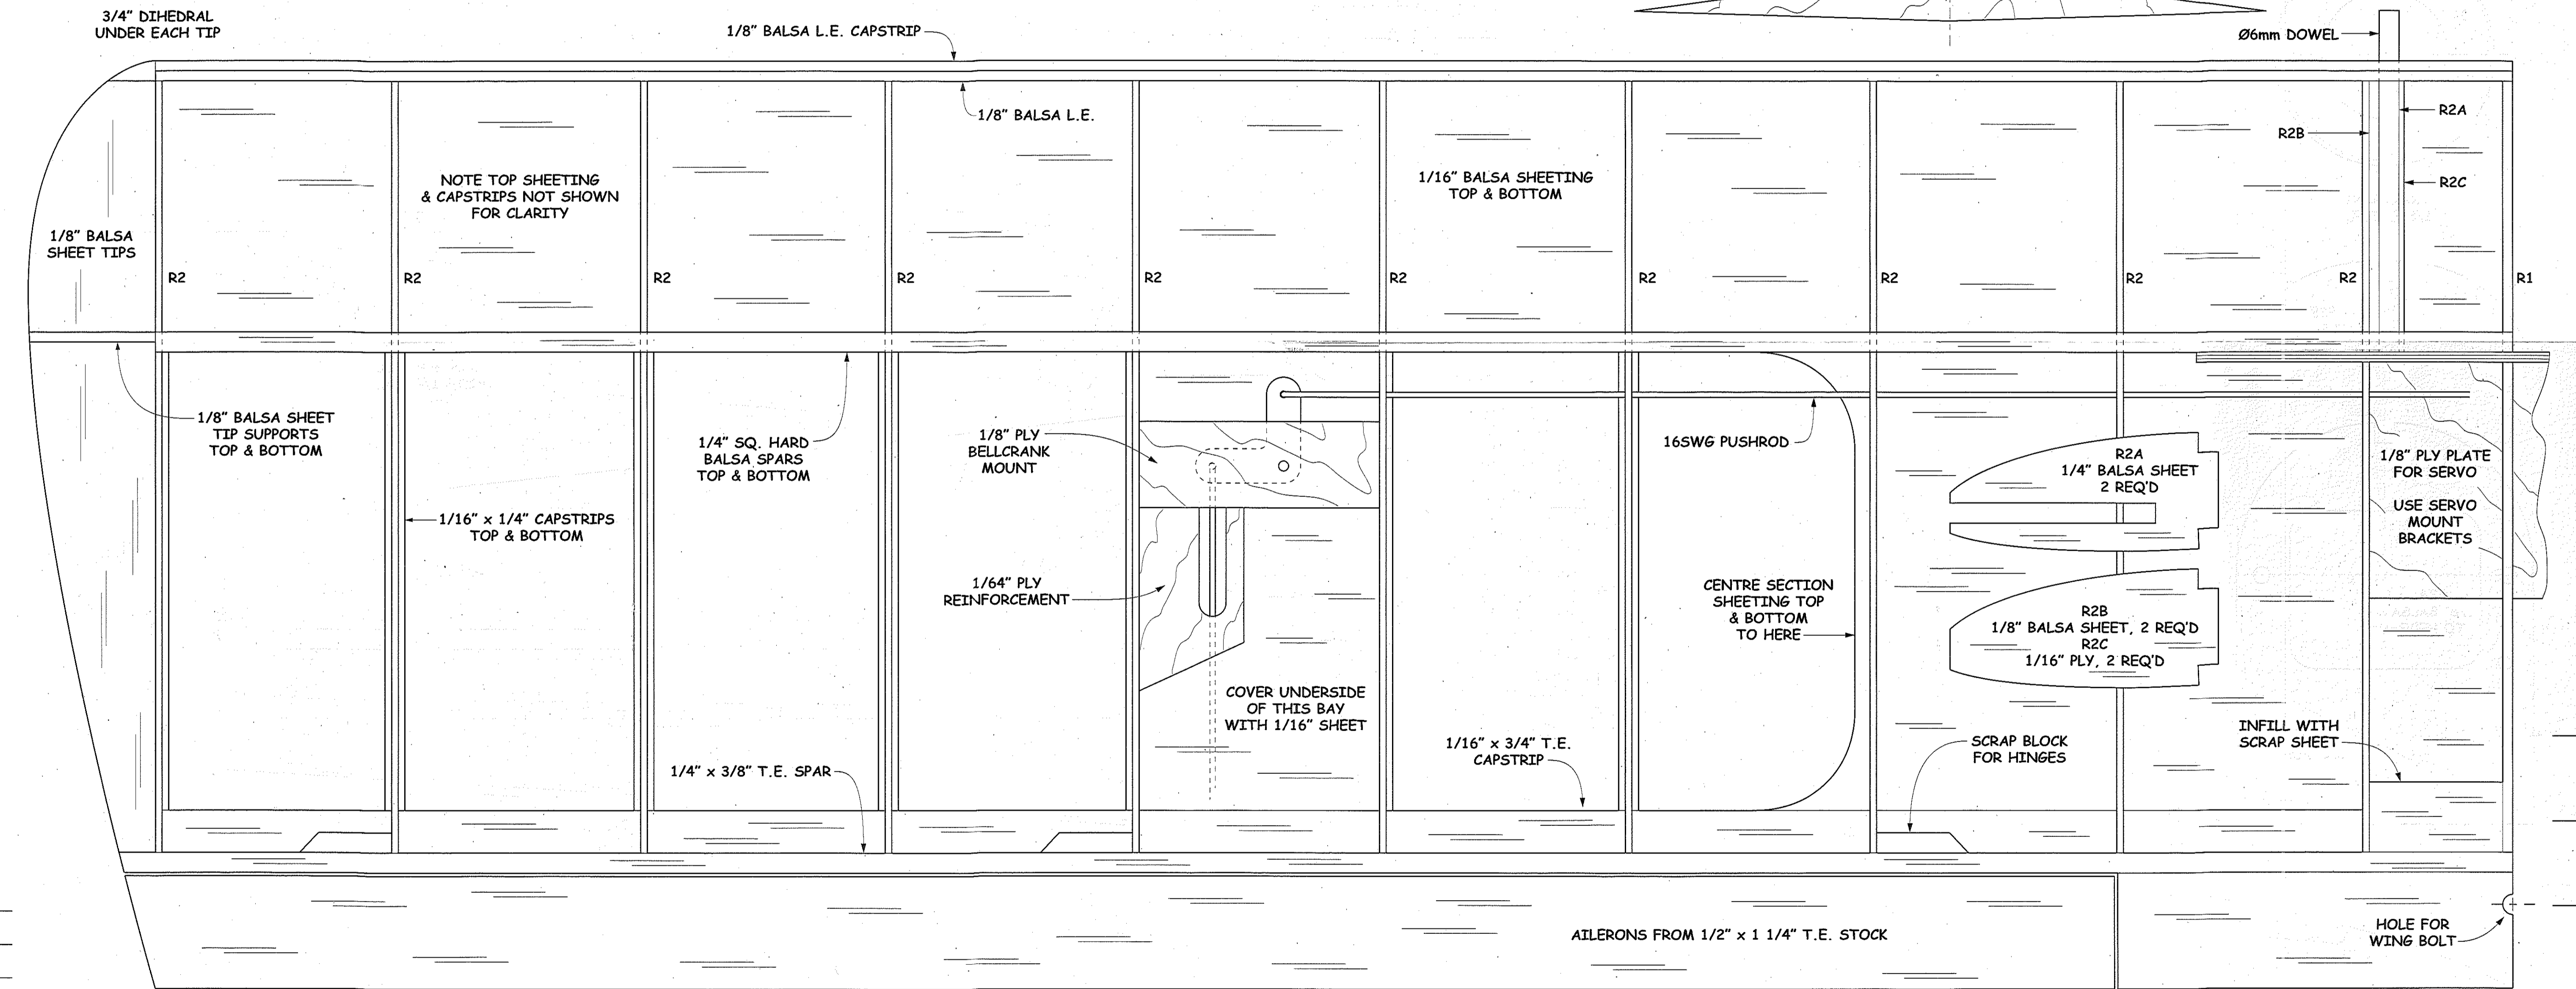 3/4" DIHEDRAL
UNDER EACH TIP
1/8" BALSA L.E. CAPSTRIP
Ø6mm DOWEL
1/8" BALSA L.E.
R2A
R2B
R2C
NOTE TOP SHEETING
& CAPSTRIPS NOT SHOWN
FOR CLARITY
1/16" BALSA SHEETING
TOP & BOTTOM
1/8" BALSA
SHEET TIPS
R2
R2
R2
R2
R2
R2
R2
R2
R2
R2
R1
1/8" BALSA SHEET
TIP SUPPORTS
TOP & BOTTOM
1/4" SQ. HARD
BALSA SPARS
TOP & BOTTOM
1/8" PLY
BELLCRANK
MOUNT
16SWG PUSHROD
R2A
1/4" BALSA SHEET
2 REQ'D
1/8" PLY PLATE
FOR SERVO
USE SERVO
MOUNT
BRACKETS
1/16" x 1/4" CAPSTRIPS
TOP & BOTTOM
1/64" PLY
REINFORCEMENT
CENTRE SECTION
SHEETING TOP
& BOTTOM
TO HERE
R2B
1/8" BALSA SHEET, 2 REQ'D
R2C
1/16" PLY, 2 REQ'D
COVER UNDERSIDE
OF THIS BAY
WITH 1/16" SHEET
1/4" x 3/8" T.E. SPAR
1/16" x 3/4" T.E.
CAPSTRIP
SCRAP BLOCK
FOR HINGES
INFILL WITH
SCRAP SHEET
AILERONS FROM 1/2" x 1 1/4" T.E. STOCK
HOLE FOR
WING BOLT